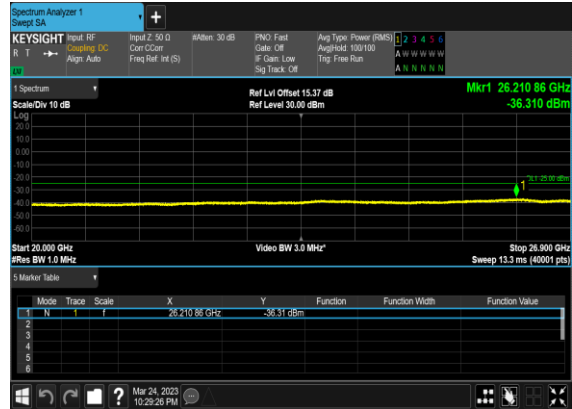 Spectrum Analyzer 1
Swept SA
+
KEYSIGHT Input: RF Input Z: 50 Ω #Atten: 30 dB PNO: Fast Avg Type: Power (RMS) 1 2 3 4 5 6
R T Coupling: DC Corr CCorr Gate: Off Avg|Hold: 100/100 A W W W W W
Align: Auto Freq Ref: Int (S) IF Gain: Low Trig: Free Run
Sig Track: Off A N N N N N
1 Spectrum Ref Lvl Offset 15.37 dB Mkr1 26.210 86 GHz
Scale/Div 10 dB Ref Level 30.00 dBm -36.310 dBm
Log
20.0
10.0
0.00
-10.0
-20.0 DL1 -25.00 dBm
1
-30.0
-40.0
-50.0
-60.0
Start 20.000 GHz Video BW 3.0 MHz* Stop 26.900 GHz
#Res BW 1.0 MHz Sweep 13.3 ms (40001 pts)
5 Marker Table
Mode Trace Scale X Y Function Function Width Function Value
1 N 1 f 26.210 86 GHz -36.31 dBm
2
3
4
5
6
? Mar 24, 2023
10:29:26 PM